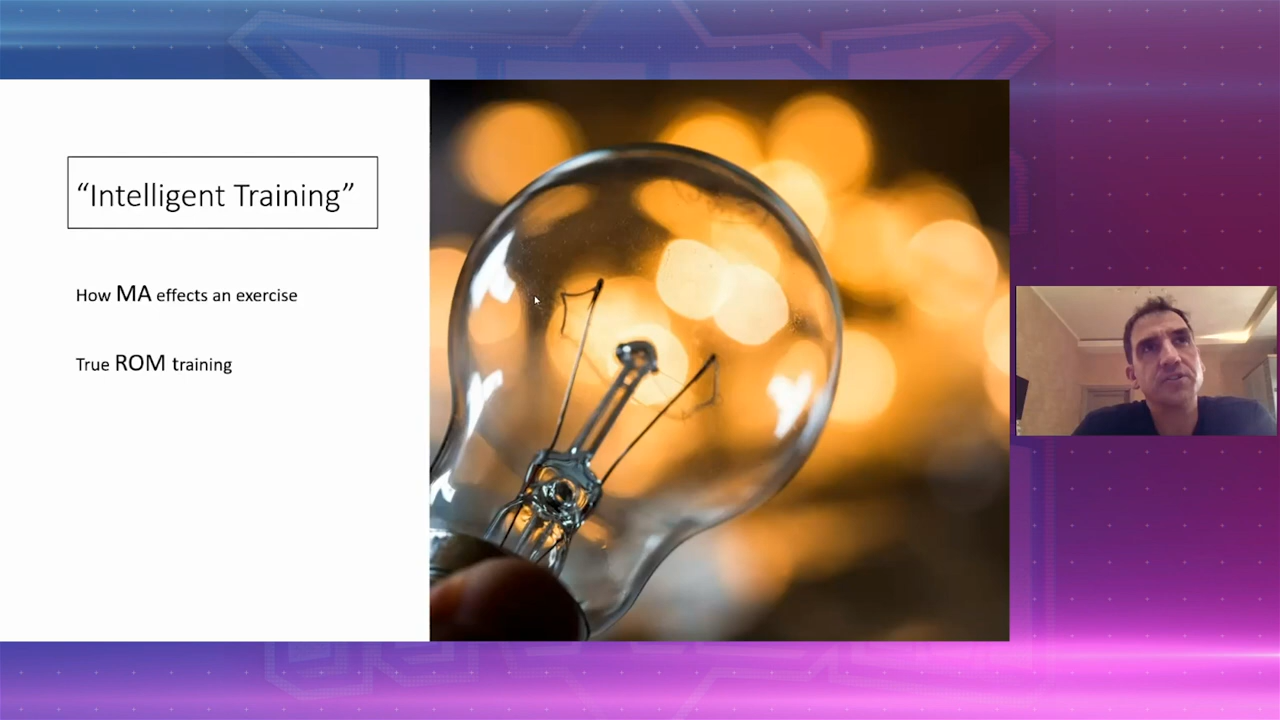 “Intelligent Training”
How MA effects an exercise
True ROM training